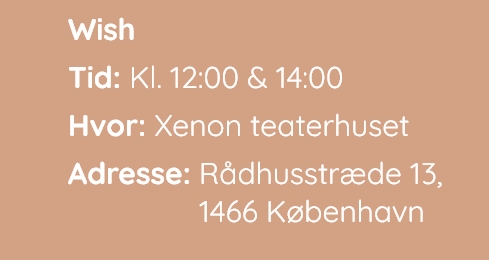 Wish
Tid: Kl. 12:00 & 14:00
Hvor: Xenon teaterhuset
Adresse: Rådhusstræde 13,
1466 København